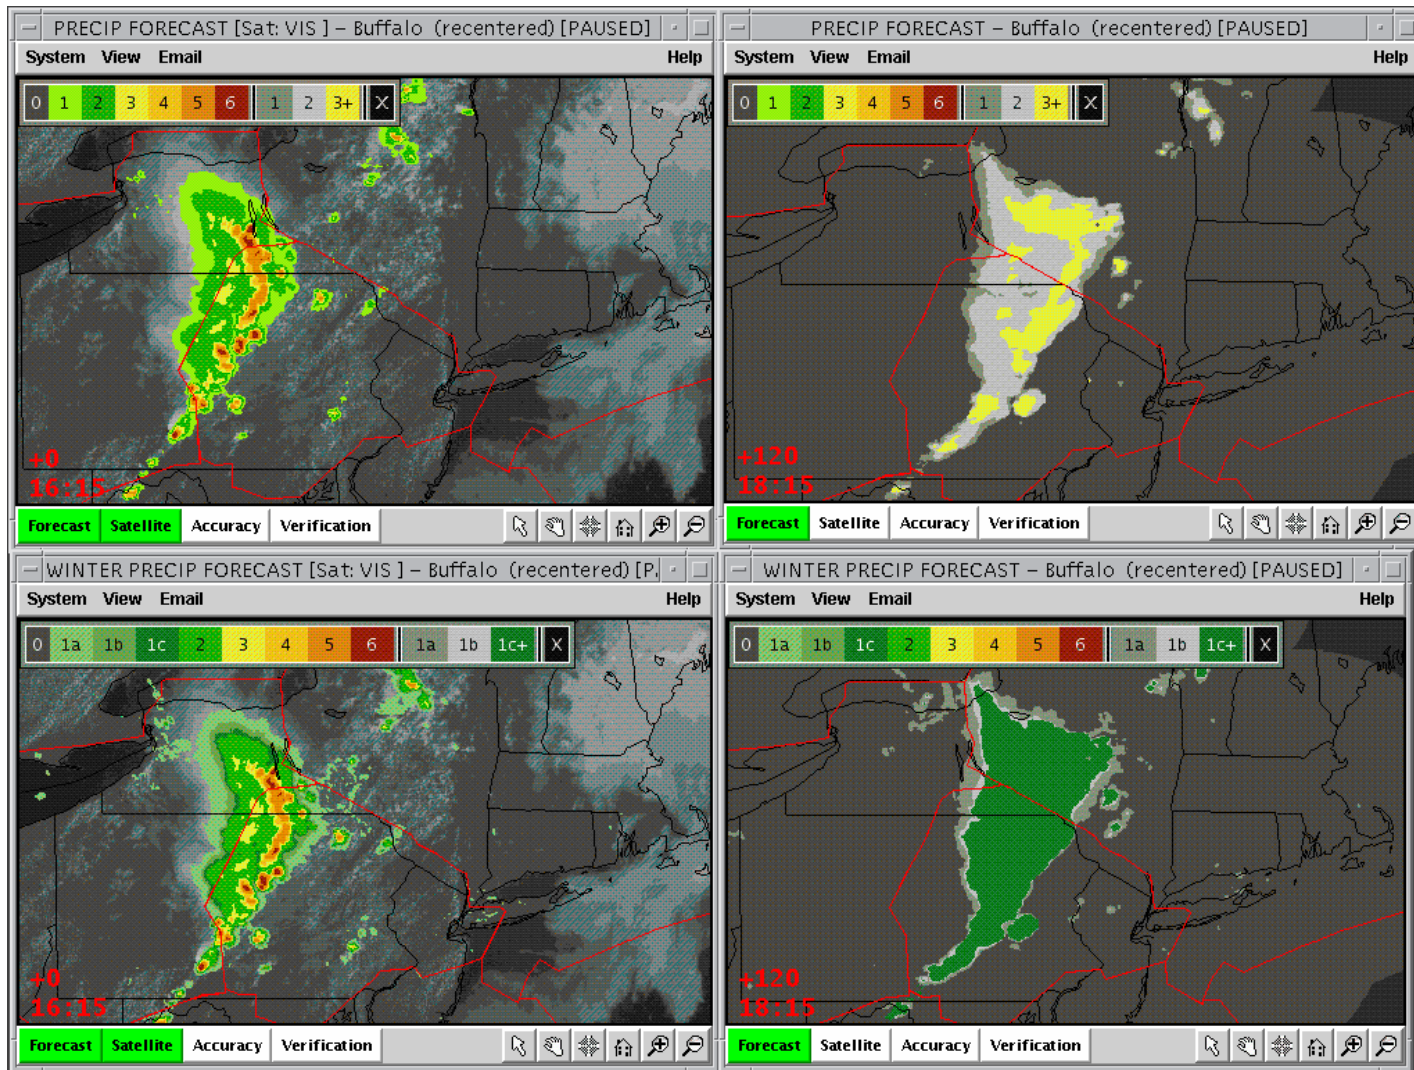 PRECIP FORECAST [Sat: VIS ] – Buffalo (recentered) [PAUSED]
System View Email Help
0 1 2 3 4 5 6 1 2 3+ X
+0
16:15
Forecast Satellite Accuracy Verification
PRECIP FORECAST – Buffalo (recentered) [PAUSED]
System View Email Help
0 1 2 3 4 5 6 1 2 3+ X
+120
18:15
Forecast Satellite Accuracy Verification
WINTER PRECIP FORECAST [Sat: VIS ] – Buffalo (recentered) [P.
System View Email Help
0 1a 1b 1c 2 3 4 5 6 1a 1b 1c+ X
+0
16:15
Forecast Satellite Accuracy Verification
WINTER PRECIP FORECAST – Buffalo (recentered) [PAUSED]
System View Email Help
0 1a 1b 1c 2 3 4 5 6 1a 1b 1c+ X
+120
18:15
Forecast Satellite Accuracy Verification